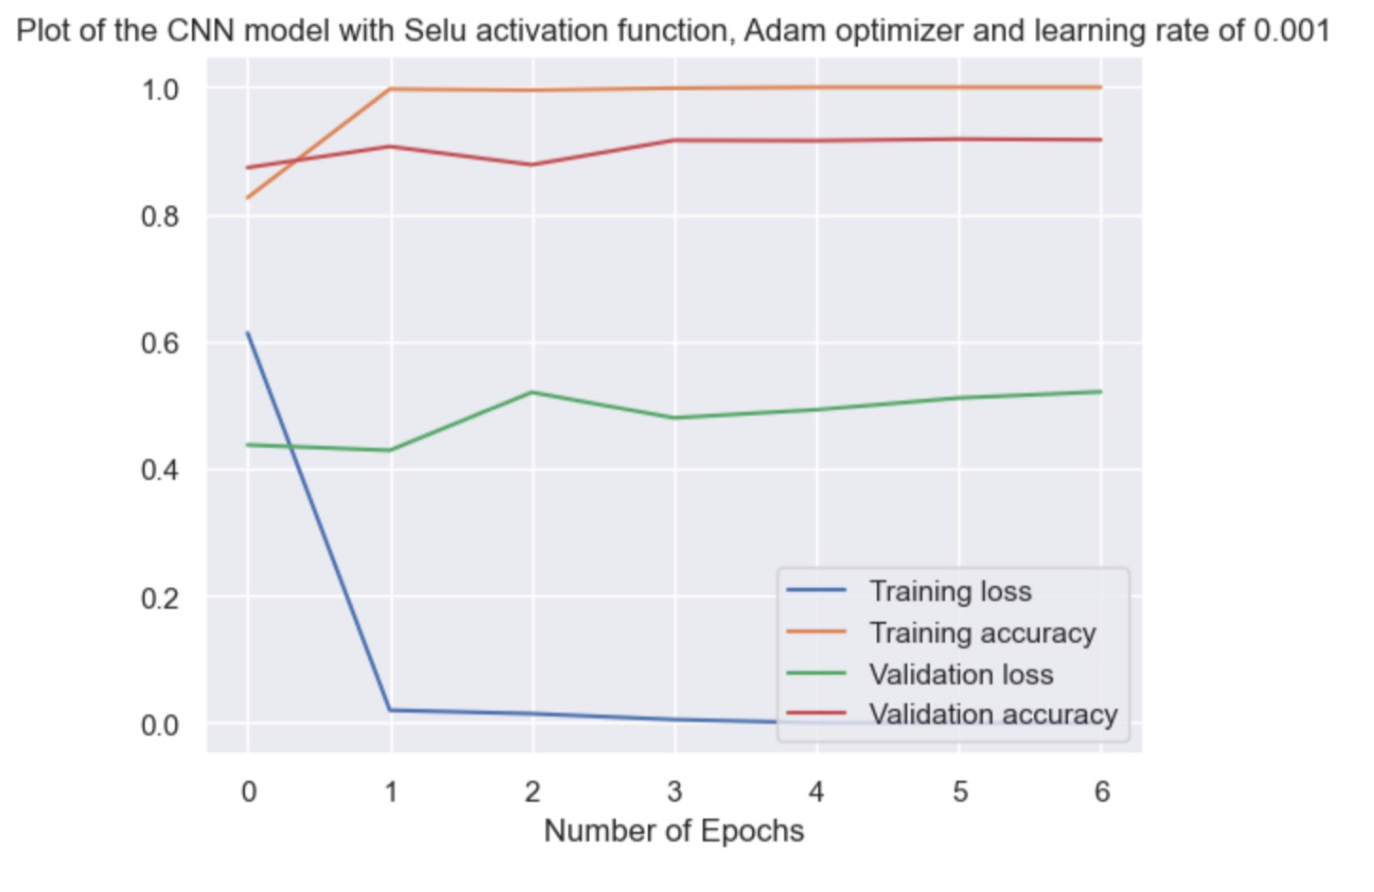 Plot of the CNN model with Selu activation function, Adam optimizer and learning rate of 0.001
1.0
0.8
0.6
0.4
0.2
0.0
Training loss
Training accuracy
Validation loss
Validation accuracy
0 1 2 3 4 5 6
Number of Epochs